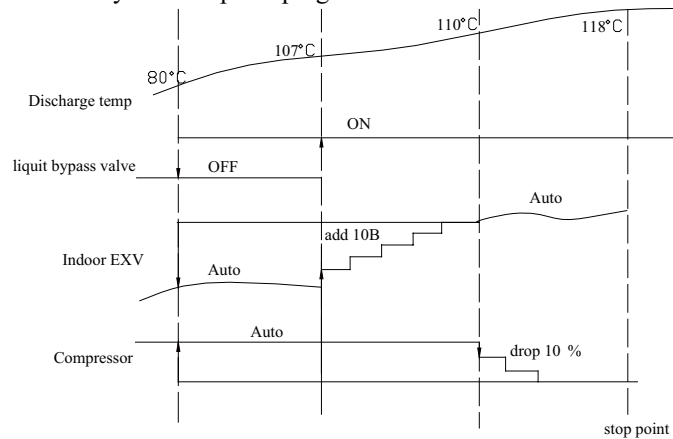 118°C
110°C
107°C
80°C
Discharge temp
ON
liquit bypass valve
OFF
Auto
add 10B
Indoor EXV
Auto
Auto
Compressor
drop 10 %
stop point